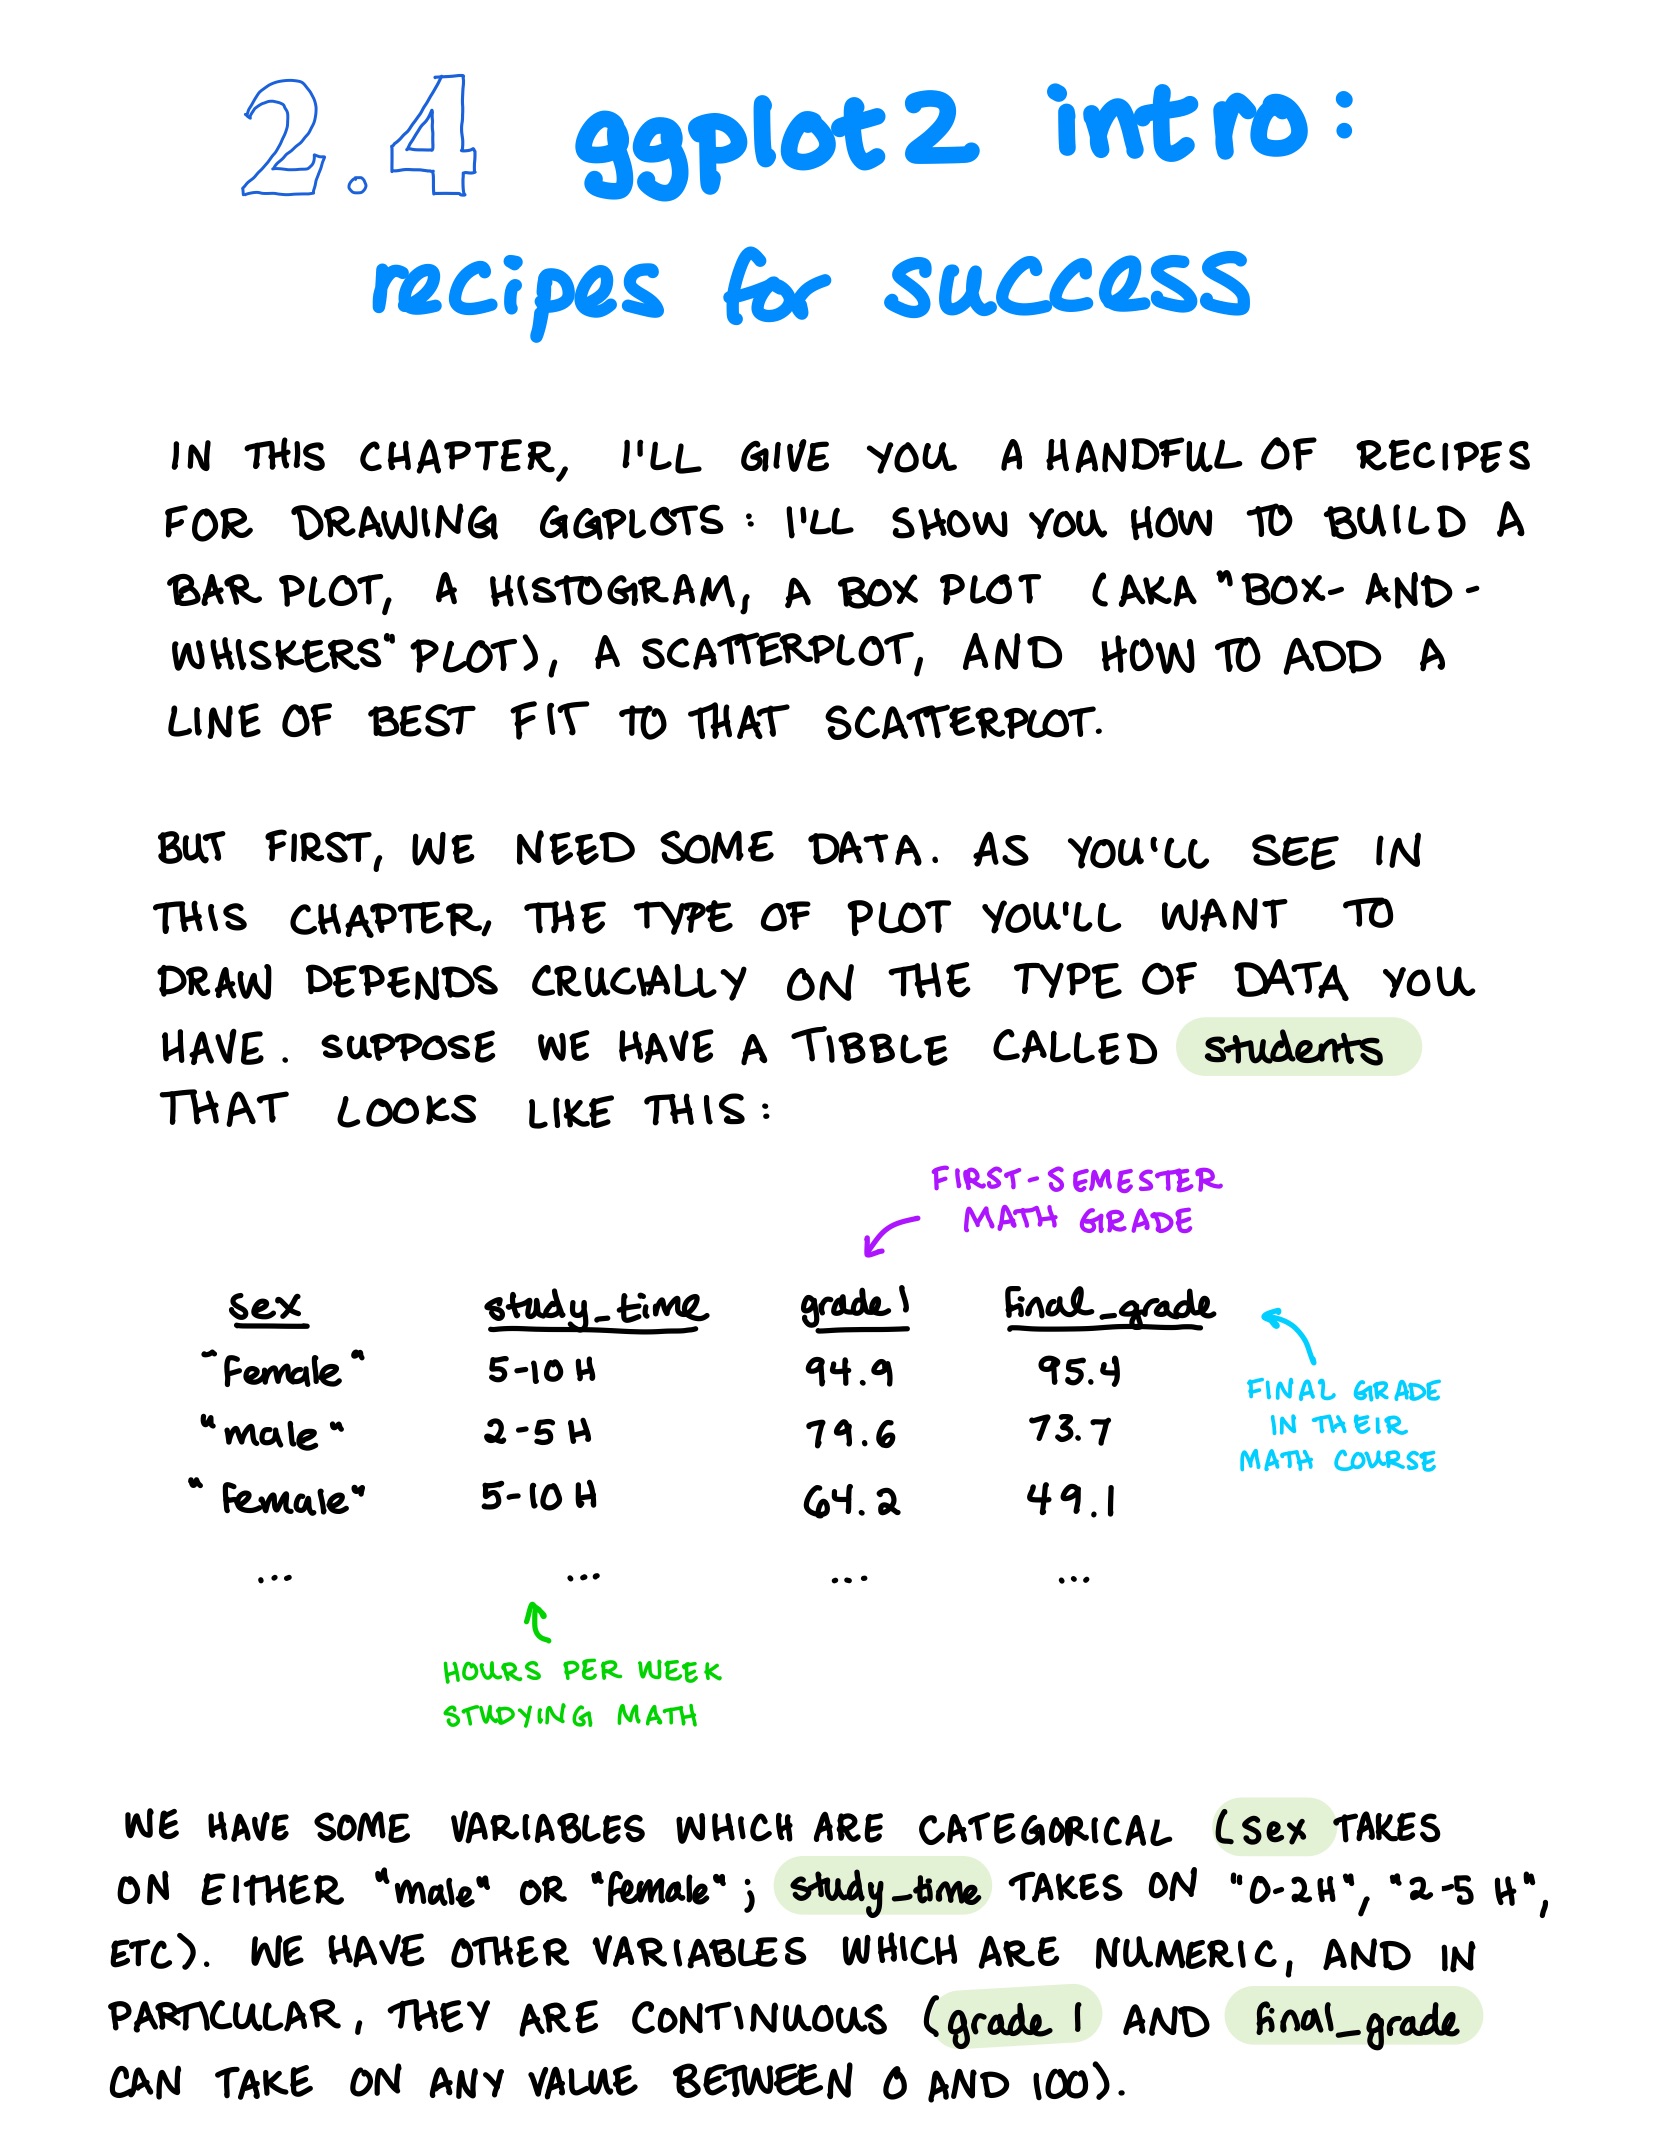 2.4 ggplot2 intro:
recipes for success
IN THIS CHAPTER, I'LL GIVE YOU A HANDFUL OF RECIPES
FOR DRAWING GGPLOTS: I'LL SHOW YOU HOW TO BUILD A
BAR PLOT, A HISTOGRAM, A BOX PLOT (AKA "BOX-AND-
WHISKERS" PLOT), A SCATTERPLOT, AND HOW TO ADD A
LINE OF BEST FIT TO THAT SCATTERPLOT.
BUT FIRST, WE NEED SOME DATA. AS YOU'LL SEE IN
THIS CHAPTER, THE TYPE OF PLOT YOU'LL WANT TO
DRAW DEPENDS CRUCIALLY ON THE TYPE OF DATA YOU
HAVE. SUPPOSE WE HAVE A TIBBLE CALLED students
THAT LOOKS LIKE THIS:
FIRST-SEMESTER
MATH GRADE
sex study_time grade1 final_grade
"female" 5-10 H 94.9 95.4
"male" 2-5 H 79.6 73.7
"female" 5-10 H 64.2 49.1
... ... ... ...
FINAL GRADE
IN THEIR
MATH COURSE
HOURS PER WEEK
STUDYING MATH
WE HAVE SOME VARIABLES WHICH ARE CATEGORICAL (sex TAKES
ON EITHER "male" OR "female"; study_time TAKES ON "0-2H", "2-5 H",
ETC). WE HAVE OTHER VARIABLES WHICH ARE NUMERIC, AND IN
PARTICULAR, THEY ARE CONTINUOUS (grade 1 AND final_grade
CAN TAKE ON ANY VALUE BETWEEN 0 AND 100).